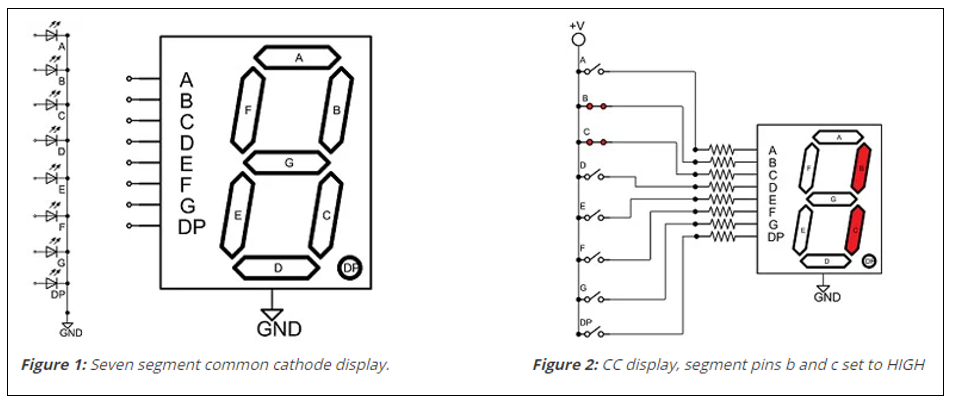 A
B
C
D
E
F
G
DP
GND
A
B
C
D
E
F
G
DP
A
F
B
G
E
C
D
DP
GND
Figure 1: Seven segment common cathode display.
+V
A
B
C
D
E
F
G
DP
A
B
C
D
E
F
G
DP
A
F
B
G
E
C
D
DP
GND
Figure 2: CC display, segment pins b and c set to HIGH